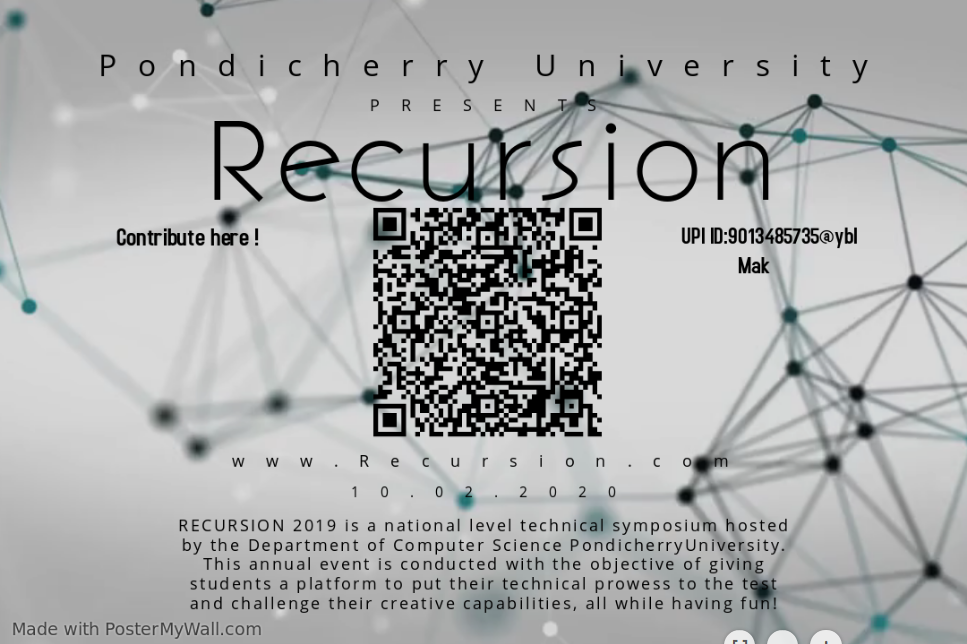 Pondicherry University
PRESENTS
Recursion
Contribute here !
UPI ID:9013485735@ybl
Mak
www.Recursion.com
10.02.2020
RECURSION 2019 is a national level technical symposium hosted
by the Department of Computer Science PondicherryUniversity.
This annual event is conducted with the objective of giving
students a platform to put their technical prowess to the test
and challenge their creative capabilities, all while having fun!
Made with PosterMyWall.com